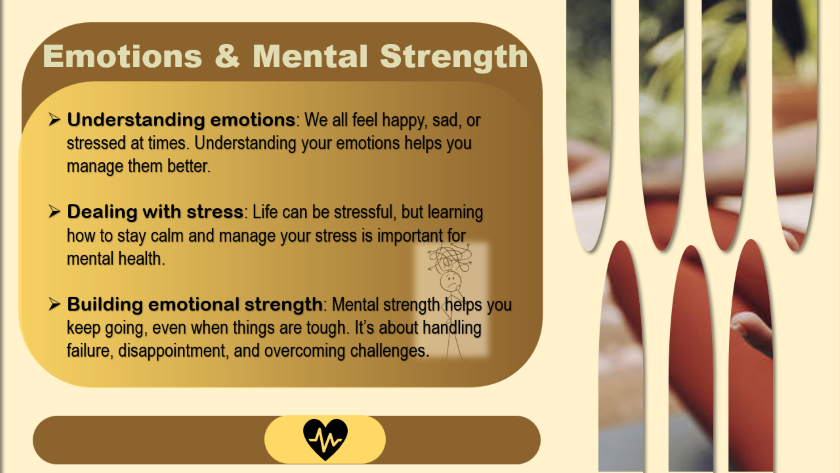 Emotions & Mental Strength
➢ Understanding emotions: We all feel happy, sad, or
stressed at times. Understanding your emotions helps you
manage them better.
➢ Dealing with stress: Life can be stressful, but learning
how to stay calm and manage your stress is important for
mental health.
➢ Building emotional strength: Mental strength helps you
keep going, even when things are tough. It’s about handling
failure, disappointment, and overcoming challenges.